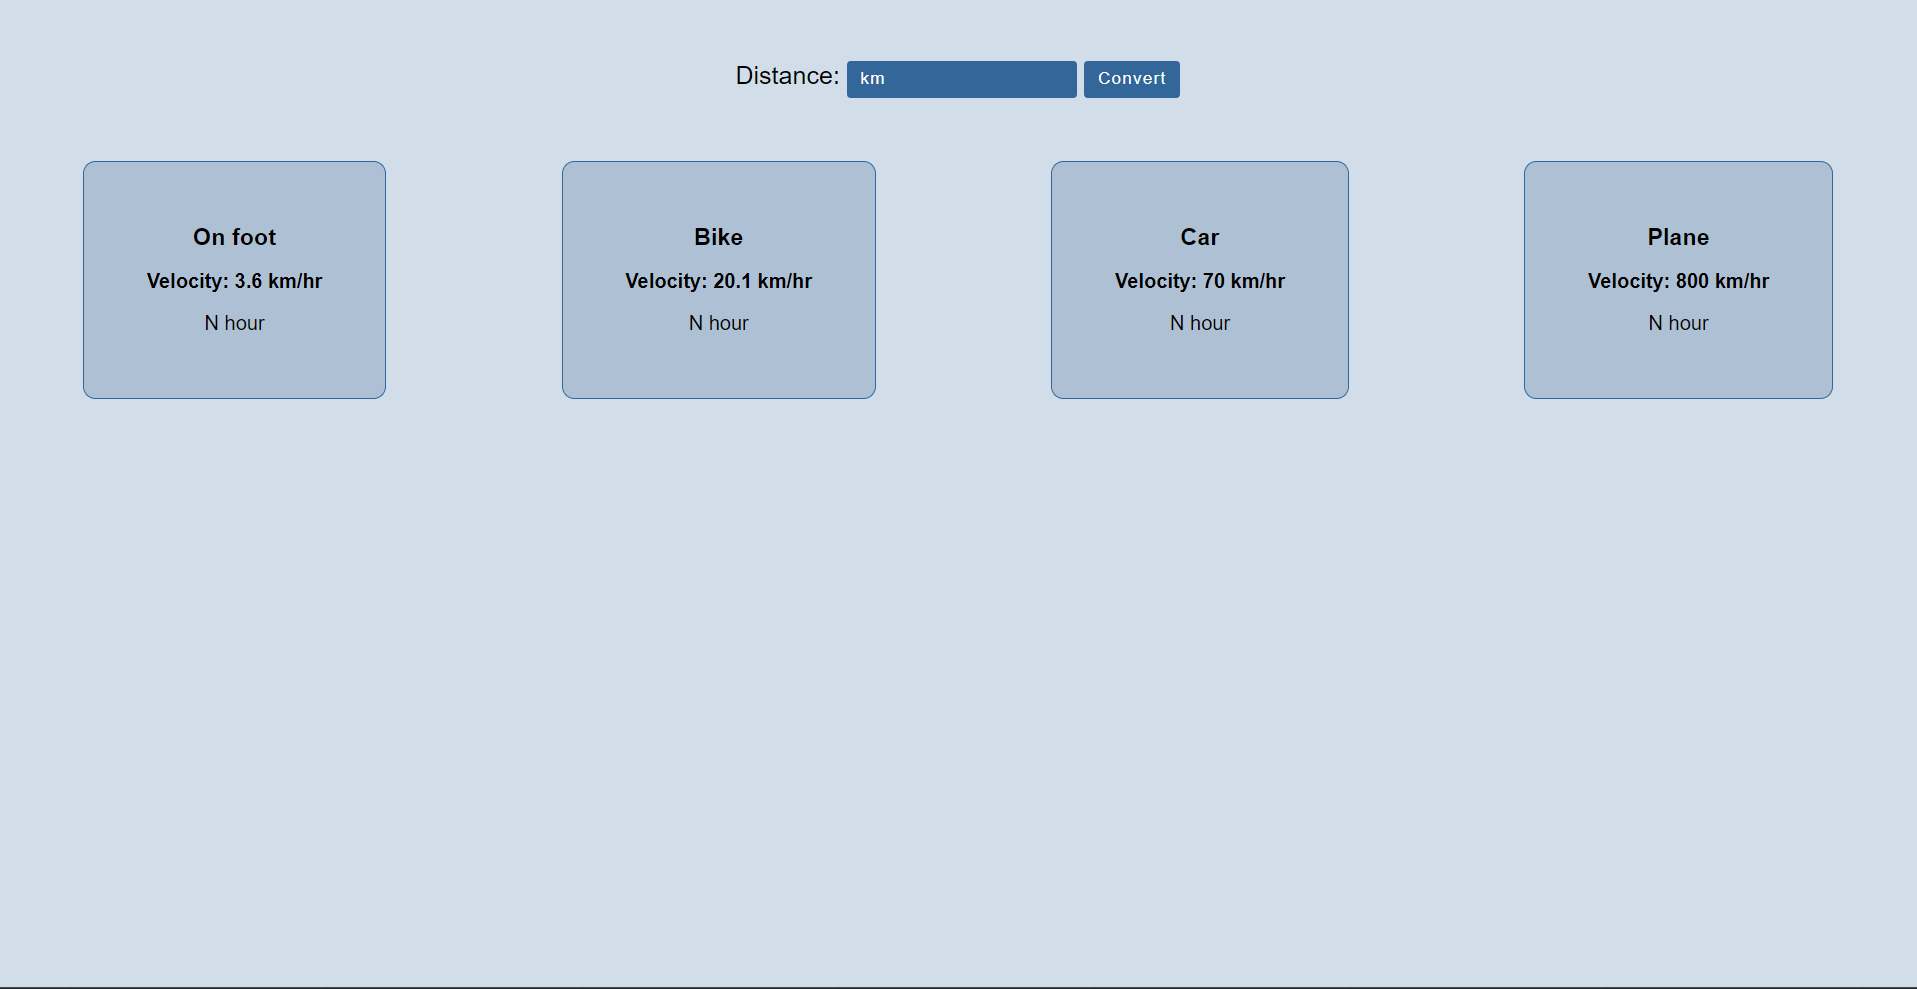 Distance: km Convert
On foot
Velocity: 3.6 km/hr
N hour
Bike
Velocity: 20.1 km/hr
N hour
Car
Velocity: 70 km/hr
N hour
Plane
Velocity: 800 km/hr
N hour